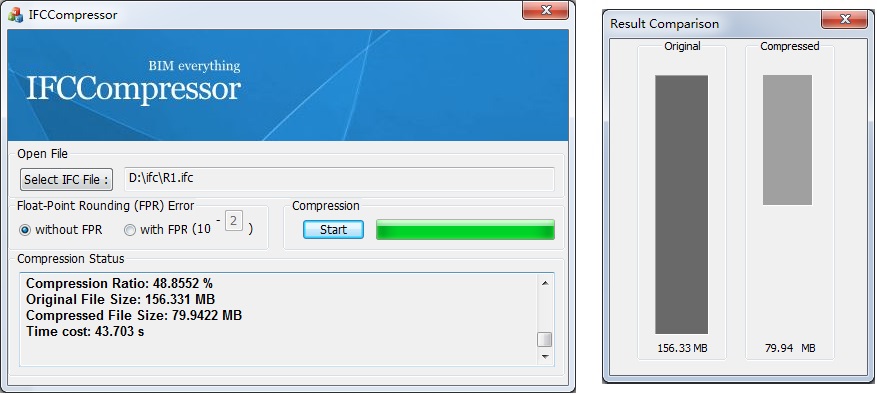 IFCCompressor
BIM everything
IFCCompressor
Open File
Select IFC File :
D:\ifc\R1.ifc
Float-Point Rounding (FPR) Error
without FPR
with FPR (10 - 2 )
Compression
Start
Compression Status
Compression Ratio: 48.8552 %
Original File Size: 156.331 MB
Compressed File Size: 79.9422 MB
Time cost: 43.703 s
Result Comparison
Original
Compressed
156.33 MB
79.94 MB